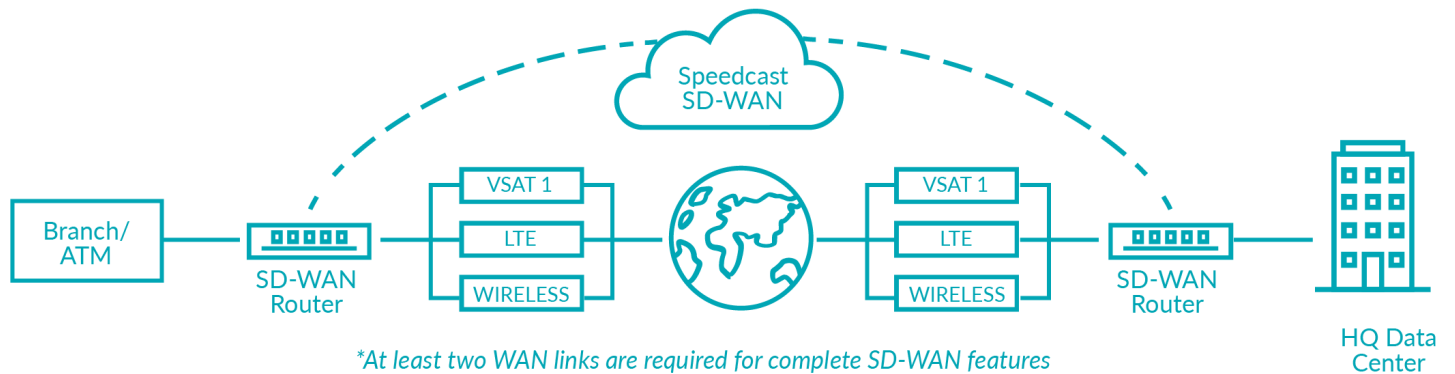 Speedcast
SD-WAN
Branch/
ATM
SD-WAN
Router
VSAT 1
LTE
WIRELESS
VSAT 1
LTE
WIRELESS
SD-WAN
Router
HQ Data
Center
*At least two WAN links are required for complete SD-WAN features